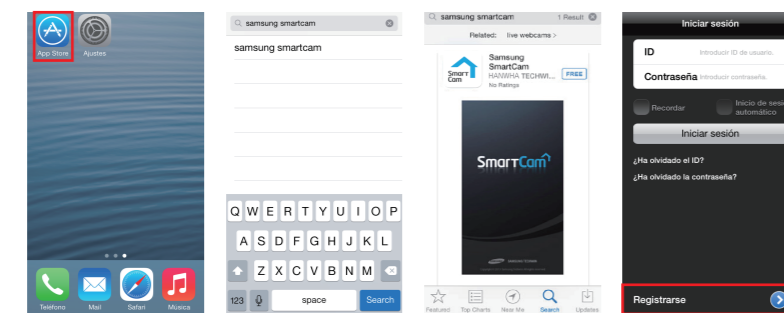 App Store
Ajustes
Teléfono
Mail
Safari
Música
samsung smartcam
samsung smartcam
Q W E R T Y U I O P
A S D F G H J K L
Z X C V B N M
123
space
Search
samsung smartcam
1 Result
Related: live webcams >
Samsung
SmartCam
HANWHA TECHWI...
No Ratings
FREE
SmarTCam
SmarTCam
SAMSUNG TECHWIN
Featured
Top Charts
Near Me
Search
Updates
Iniciar sesión
ID Introducir ID de usuario.
Contraseña Introducir contraseña.
Recordar
Inicio de sesi
automático
Iniciar sesión
¿Ha olvidado el ID?
¿Ha olvidado la contraseña?
Registrarse